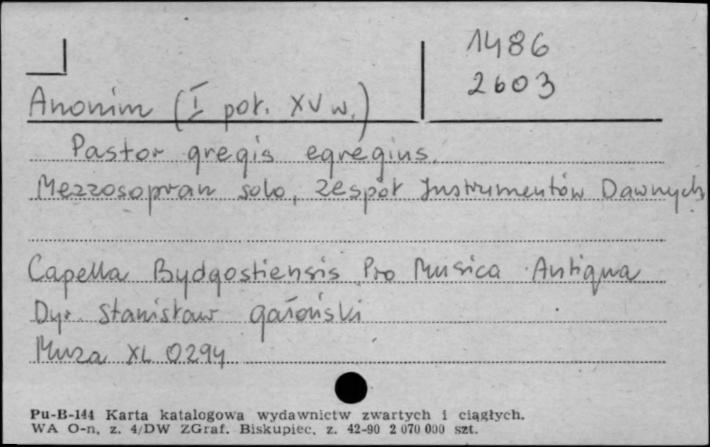 1486
2603
Anonim (I poł. XV w.)
Pastor gregis egregius.
Mezzosopran solo, Zespół Instrumentów Dawnych
Capella Bydgostiensis Pro Musica Antiqua
Dyr. Stanisław Gałoński
Muza XL 0294
Pu-B-144 Karta katalogowa wydawnictw zwartych i ciągłych.
WA O-n, z. 4/DW ZGraf. Biskupiec, z. 42-90 2 070 000 szt.